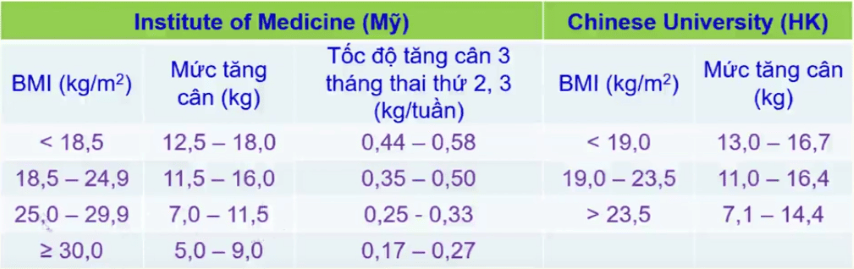 Institute of Medicine (Mỹ) Chinese University (HK)
BMI (kg/m²) Mức tăng cân (kg) Tốc độ tăng cân 3 tháng thai thứ 2, 3 (kg/tuần) BMI (kg/m²) Mức tăng cân (kg)
< 18,5 12,5 – 18,0 0,44 – 0,58 < 19,0 13,0 – 16,7
18,5 – 24,9 11,5 – 16,0 0,35 – 0,50 19,0 – 23,5 11,0 – 16,4
25,0 – 29,9 7,0 – 11,5 0,25 - 0,33 > 23,5 7,1 – 14,4
≥ 30,0 5,0 – 9,0 0,17 – 0,27